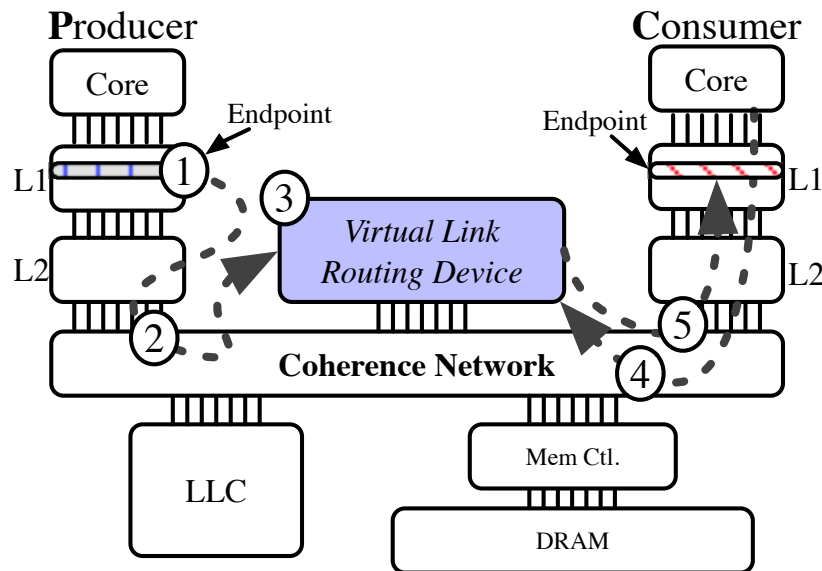 Producer
Consumer
Core
Core
Endpoint
Endpoint
L1
1
L1
3
Virtual Link
Routing Device
L2
L2
2
5
Coherence Network
4
LLC
Mem Ctl.
DRAM